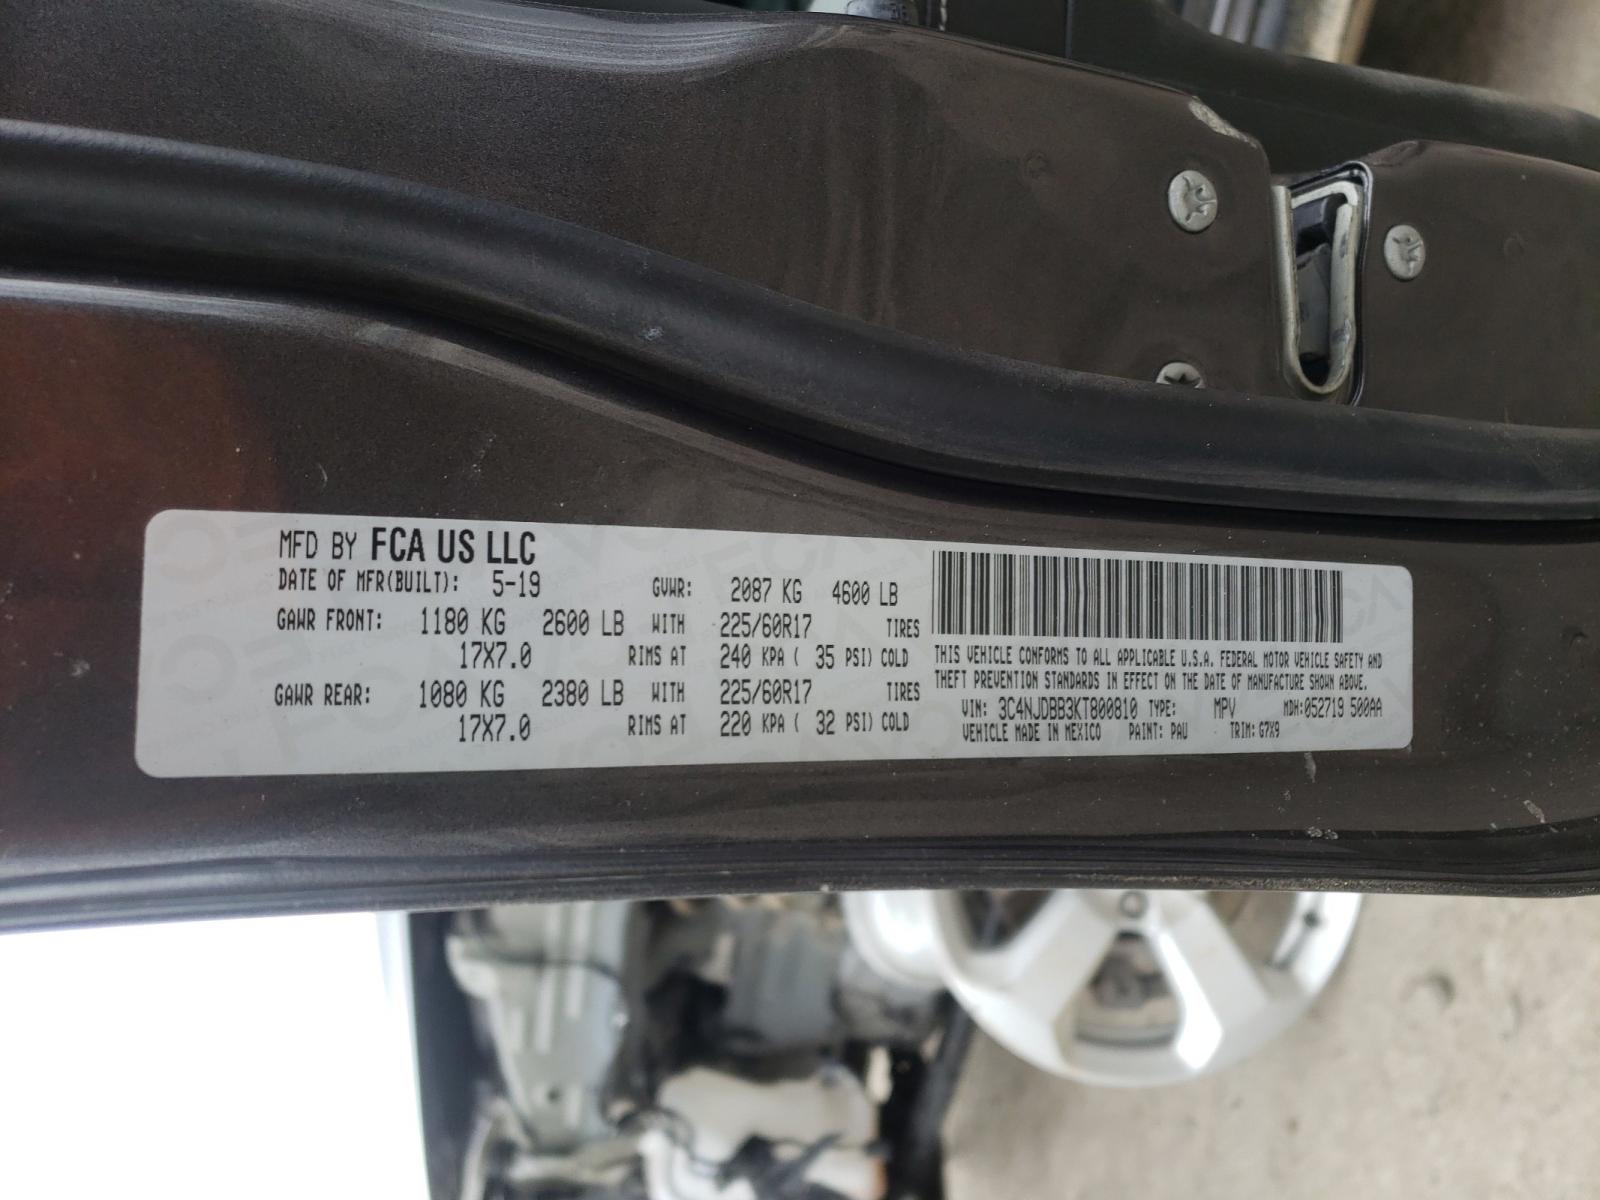 MFD BY FCA US LLC
DATE OF MFR(BUILT): 5-19 GVWR: 2087 KG 4600 LB
GAWR FRONT: 1180 KG 2600 LB WITH 225/60R17 TIRES
17X7.0 RIMS AT 240 KPA ( 35 PSI) COLD
GAWR REAR: 1080 KG 2380 LB WITH 225/60R17 TIRES
17X7.0 RIMS AT 220 KPA ( 32 PSI) COLD
THIS VEHICLE CONFORMS TO ALL APPLICABLE U.S.A. FEDERAL MOTOR VEHICLE SAFETY AND
THEFT PREVENTION STANDARDS IN EFFECT ON THE DATE OF MANUFACTURE SHOWN ABOVE.
VIN: 3C4NJDBB3KT800810 TYPE: MPV MDH:052719 500AA
VEHICLE MADE IN MEXICO PAINT: PAU TRIM: G7X9